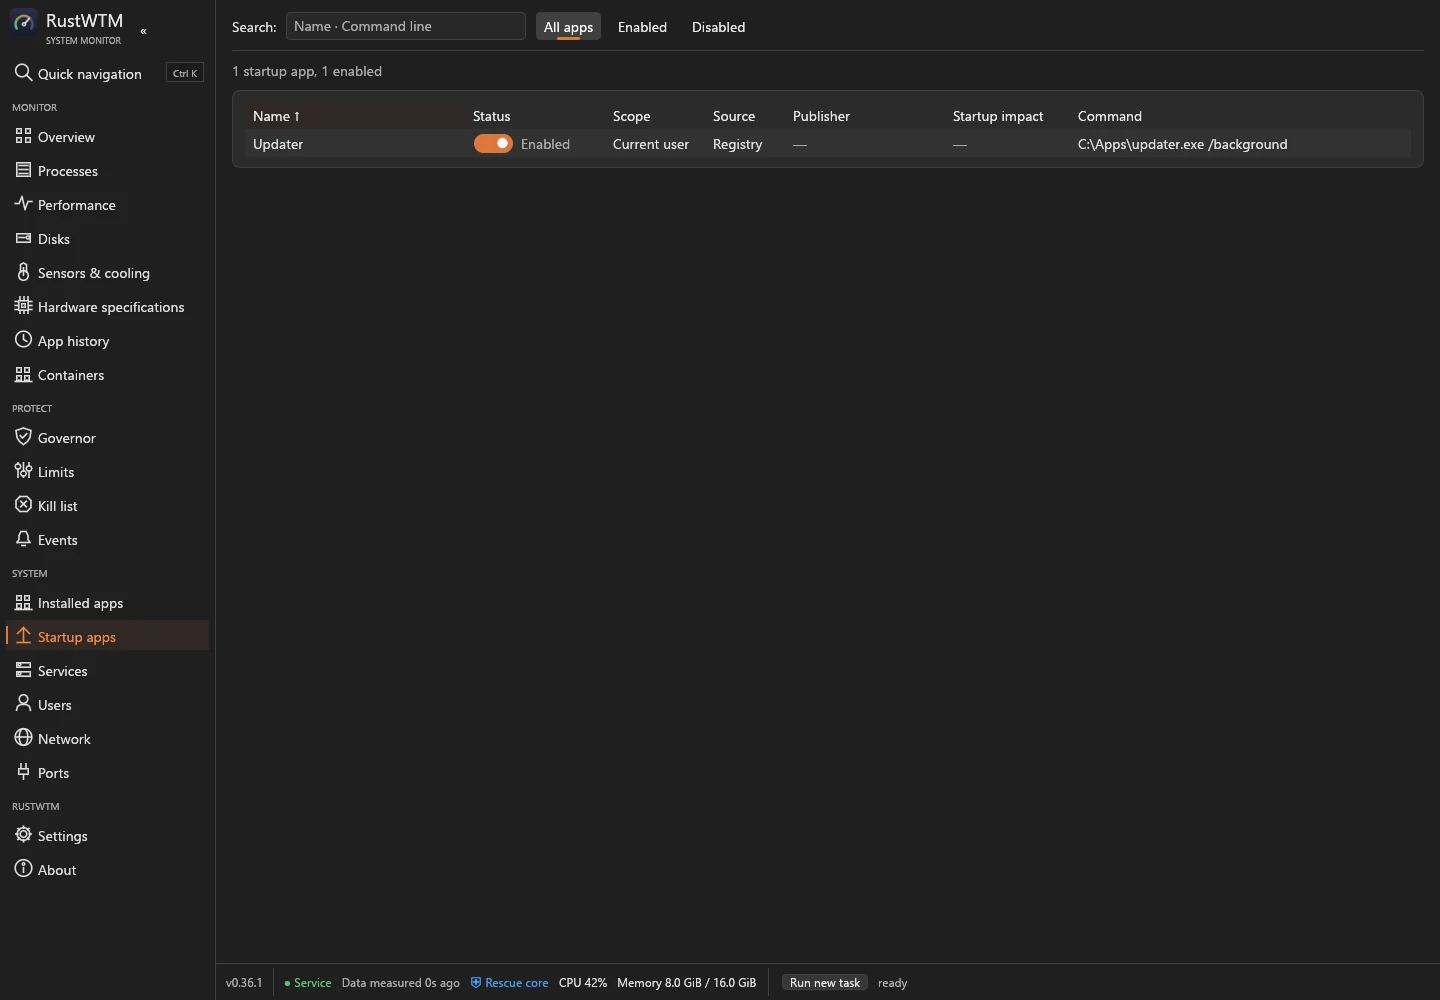 RustWTM
SYSTEM MONITOR
«
Quick navigation Ctrl K
MONITOR
Overview
Processes
Performance
Disks
Sensors & cooling
Hardware specifications
App history
Containers
PROTECT
Governor
Limits
Kill list
Events
SYSTEM
Installed apps
Startup apps
Services
Users
Network
Ports
RUSTWTM
Settings
About
Search: Name · Command line All apps Enabled Disabled
1 startup app, 1 enabled
Name ↑ Status Scope Source Publisher Startup impact Command
Updater Enabled Current user Registry — — C:\Apps\updater.exe /background
v0.36.1 ● Service Data measured 0s ago Rescue core CPU 42% Memory 8.0 GiB / 16.0 GiB Run new task ready